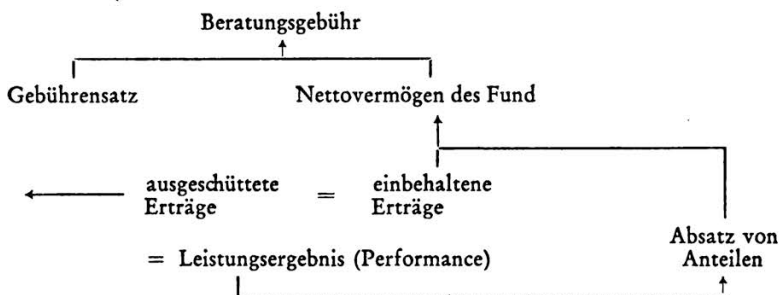 Beratungsgebühr
Gebührensatz Nettovermögen des Fund
ausgeschüttete = einbehaltene
Erträge Erträge
Absatz von
= Leistungsergebnis (Performance) Anteilen